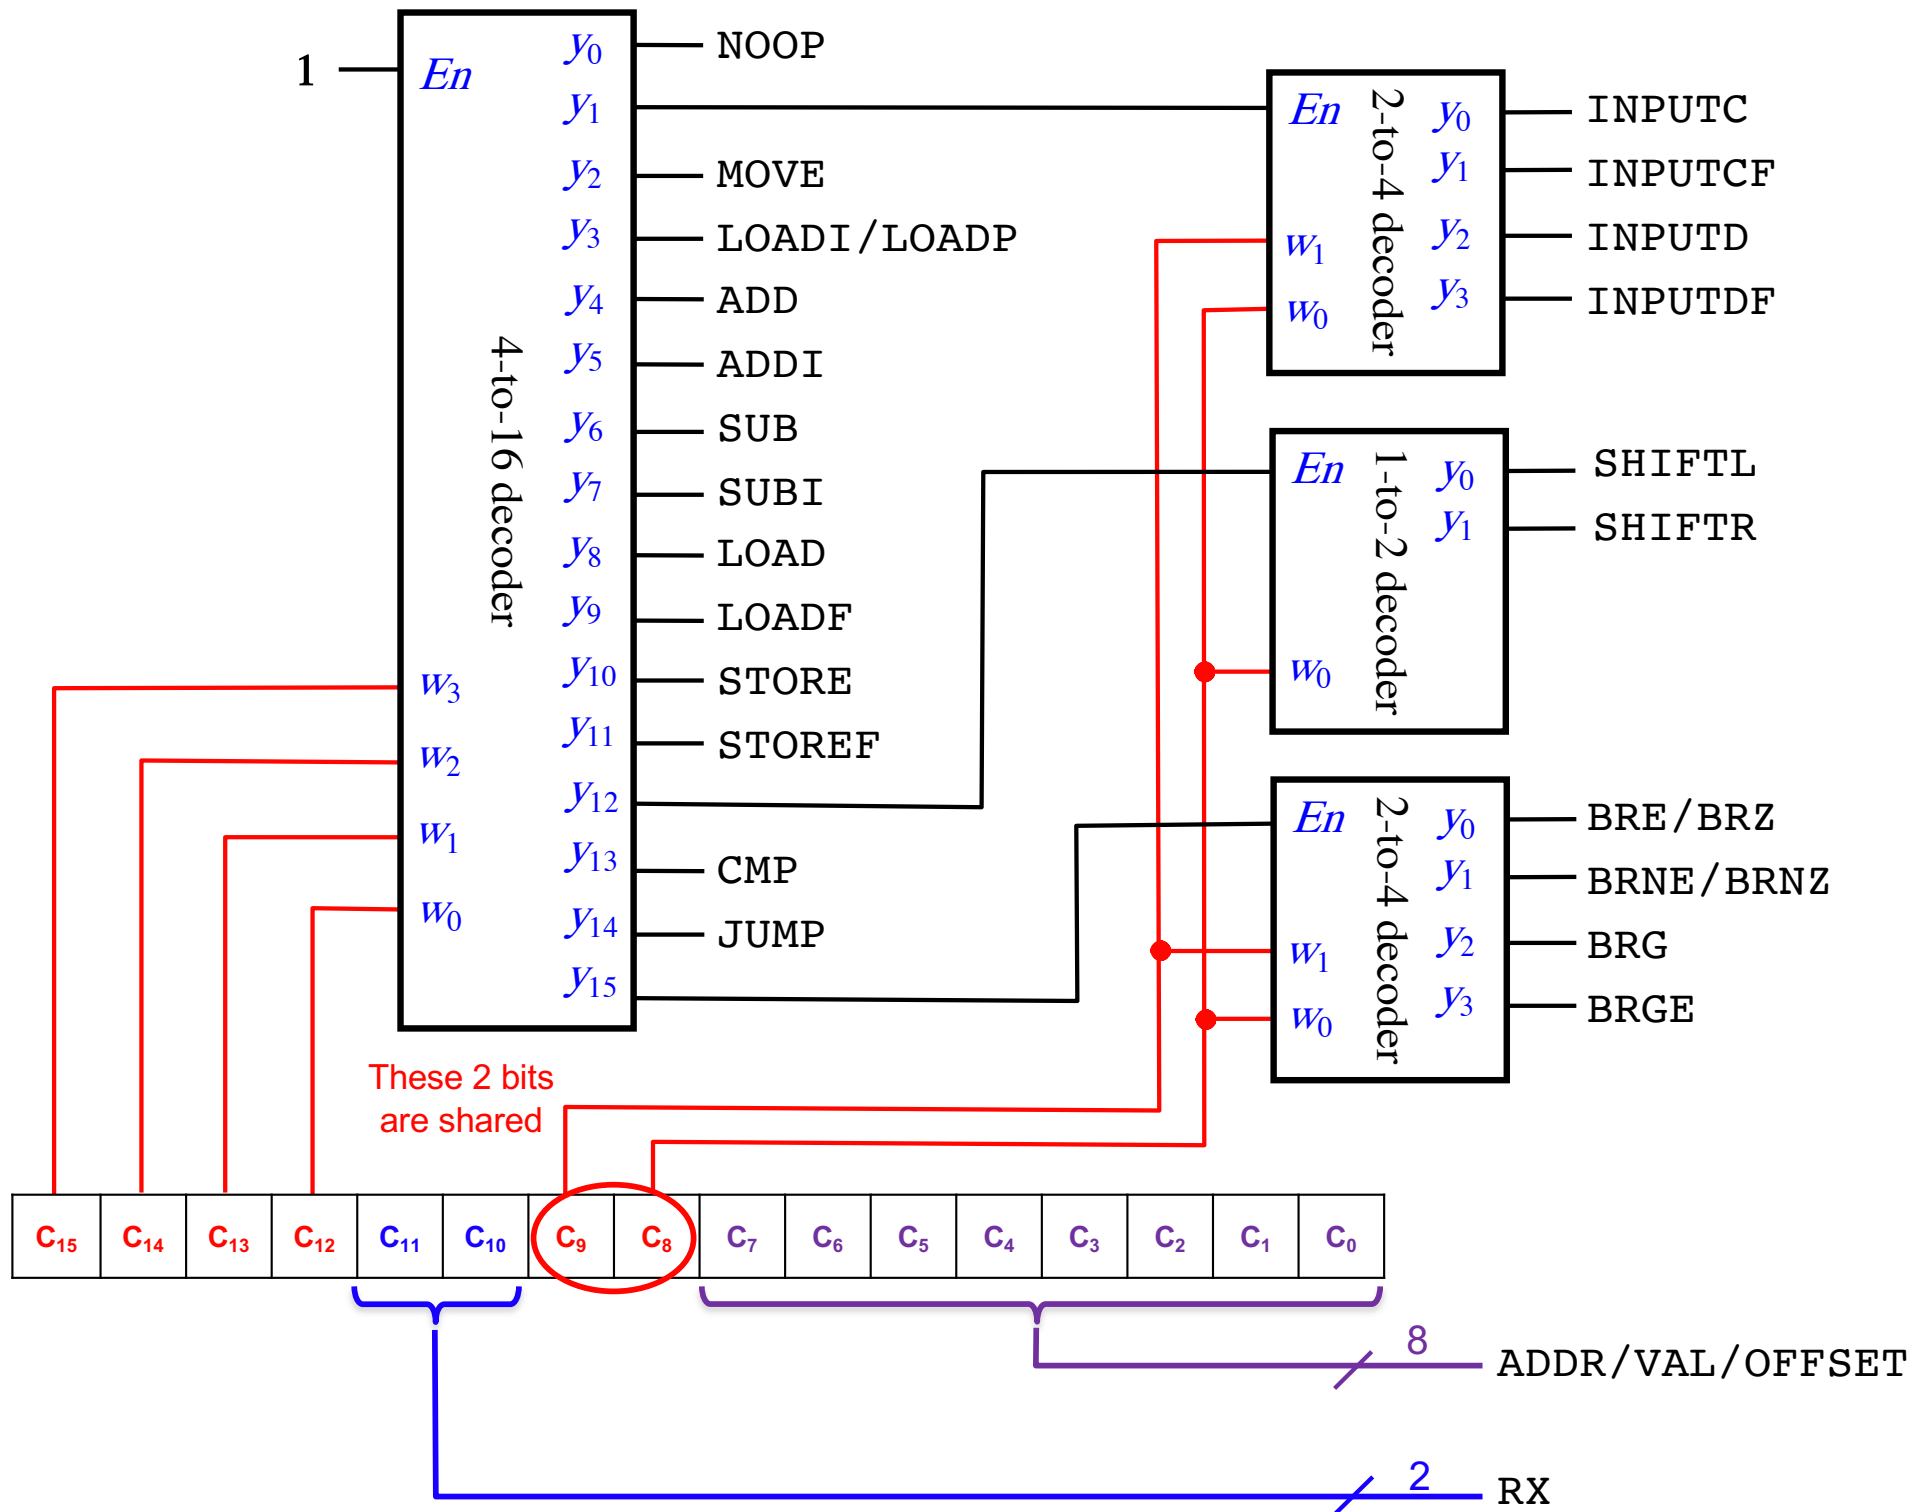 1
En
y0
NOOP
y1
y2
MOVE
y3
LOADI/LOADP
y4
ADD
y5
ADDI
y6
SUB
y7
SUBI
y8
LOAD
y9
LOADF
y10
STORE
y11
STOREF
y12
y13
CMP
y14
JUMP
y15
w3
w2
w1
w0
4-to-16 decoder
En
w1
w0
2-to-4 decoder
y0
INPUTC
y1
INPUTCF
y2
INPUTD
y3
INPUTDF
En
w0
1-to-2 decoder
y0
SHIFTL
y1
SHIFTR
En
w1
w0
2-to-4 decoder
y0
BRE/BRZ
y1
BRNE/BRNZ
y2
BRG
y3
BRGE
These 2 bits
are shared
C15 C14 C13 C12 C11 C10 C9 C8 C7 C6 C5 C4 C3 C2 C1 C0
8
ADDR/VAL/OFFSET
2
RX